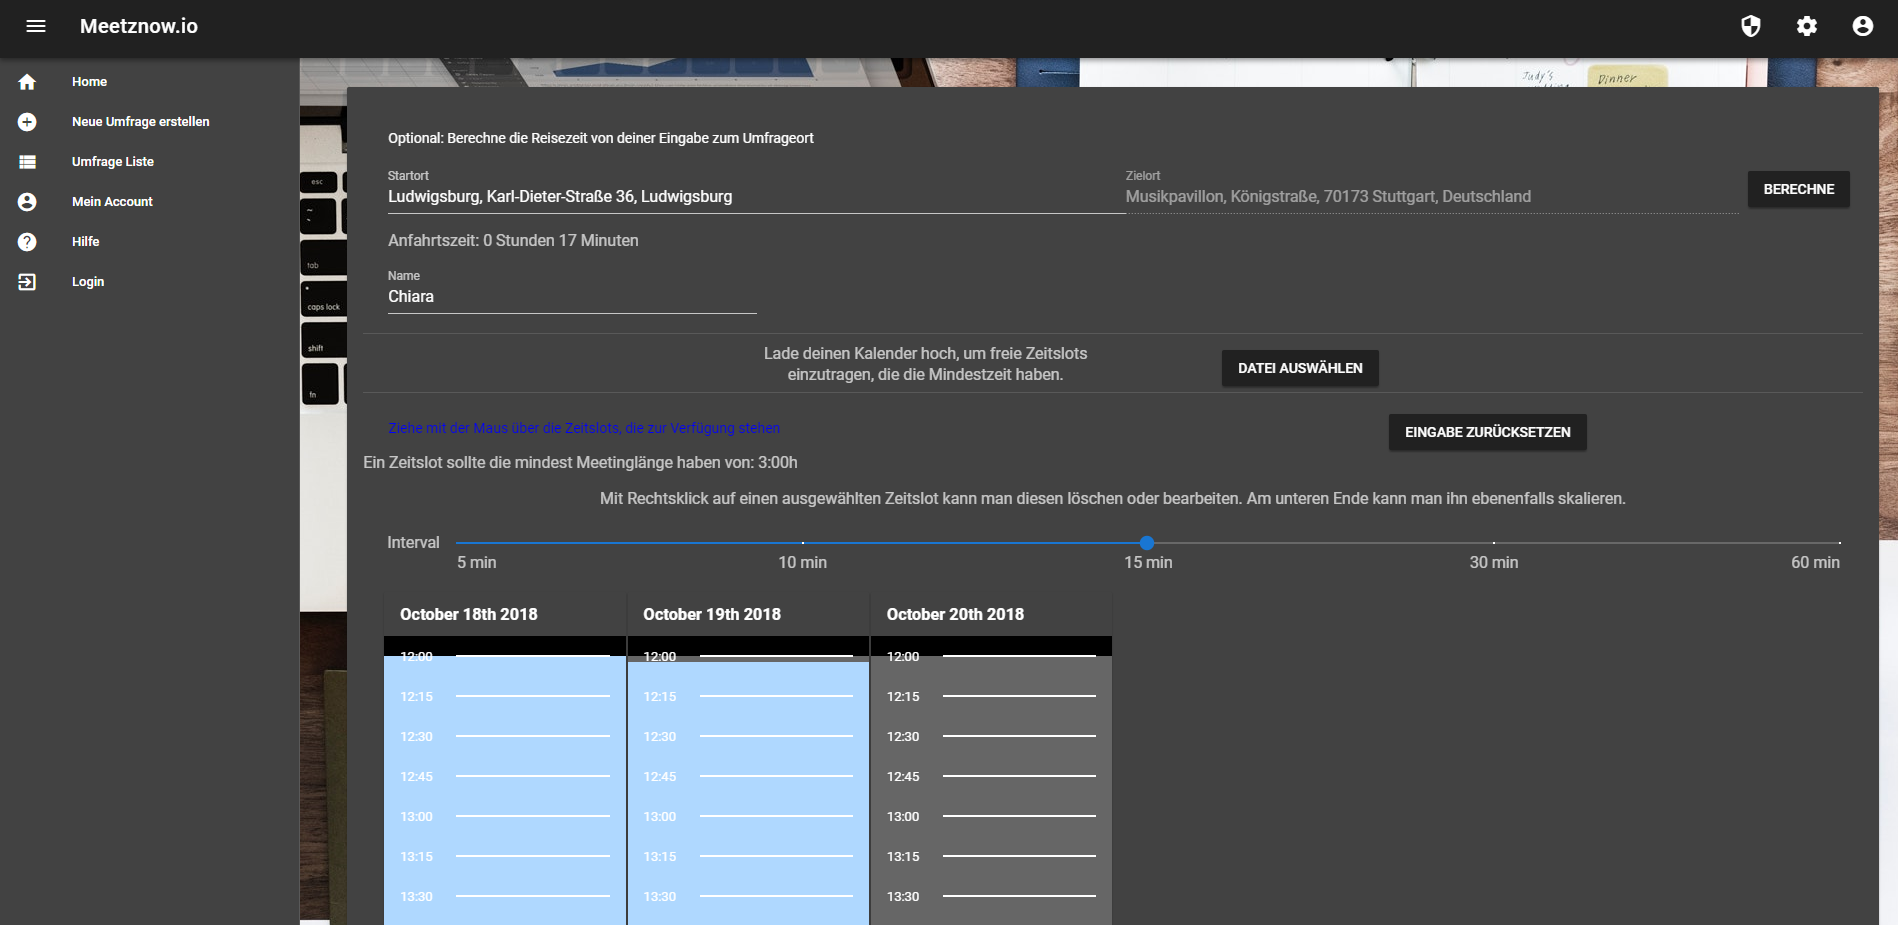 Meetznow.io
Home
Neue Umfrage erstellen
Umfrage Liste
Mein Account
Hilfe
Login
Judy's
Dinner
esc
tab
caps lock
shift
fn
Optional: Berechne die Reisezeit von deiner Eingabe zum Umfrageort
Startort
Zielort
Ludwigsburg, Karl-Dieter-Straße 36, Ludwigsburg
Musikpavillon, Königstraße, 70173 Stuttgart, Deutschland
BERECHNE
Anfahrtszeit: 0 Stunden 17 Minuten
Name
Chiara
Lade deinen Kalender hoch, um freie Zeitslots
einzutragen, die die Mindestzeit haben.
DATEI AUSWÄHLEN
Ziehe mit der Maus über die Zeitslots, die zur Verfügung stehen
EINGABE ZURÜCKSETZEN
Ein Zeitslot sollte die mindest Meetinglänge haben von: 3:00h
Mit Rechtsklick auf einen ausgewählten Zeitslot kann man diesen löschen oder bearbeiten. Am unteren Ende kann man ihn ebenenfalls skalieren.
Interval
5 min
10 min
15 min
30 min
60 min
October 18th 2018
October 19th 2018
October 20th 2018
12:00
12:00
12:00
12:15
12:15
12:15
12:30
12:30
12:30
12:45
12:45
12:45
13:00
13:00
13:00
13:15
13:15
13:15
13:30
13:30
13:30